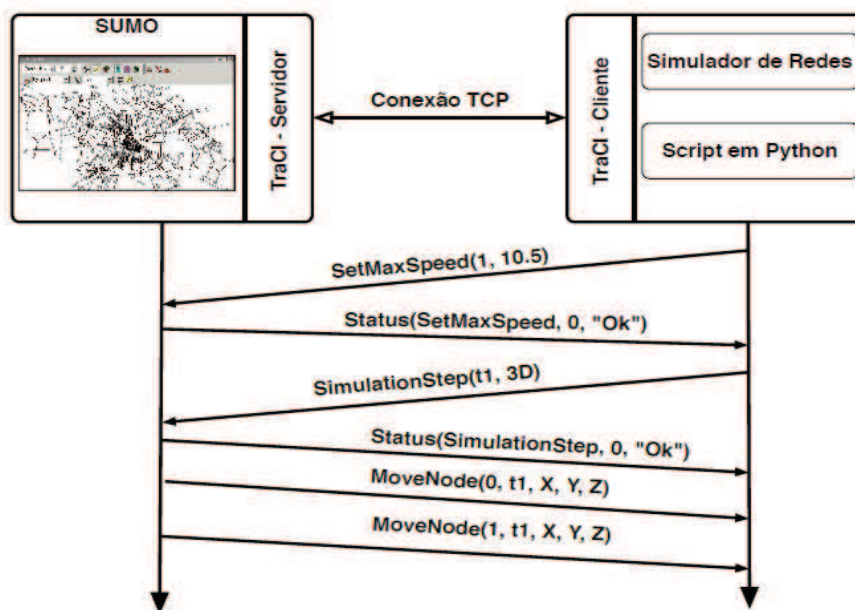 SUMO
TraCI - Servidor
Conexão TCP
TraCI - Cliente
Simulador de Redes
Script em Python
SetMaxSpeed(1, 10.5)
Status(SetMaxSpeed, 0, "Ok")
SimulationStep(t1, 3D)
Status(SimulationStep, 0, "Ok")
MoveNode(0, t1, X, Y, Z)
MoveNode(1, t1, X, Y, Z)